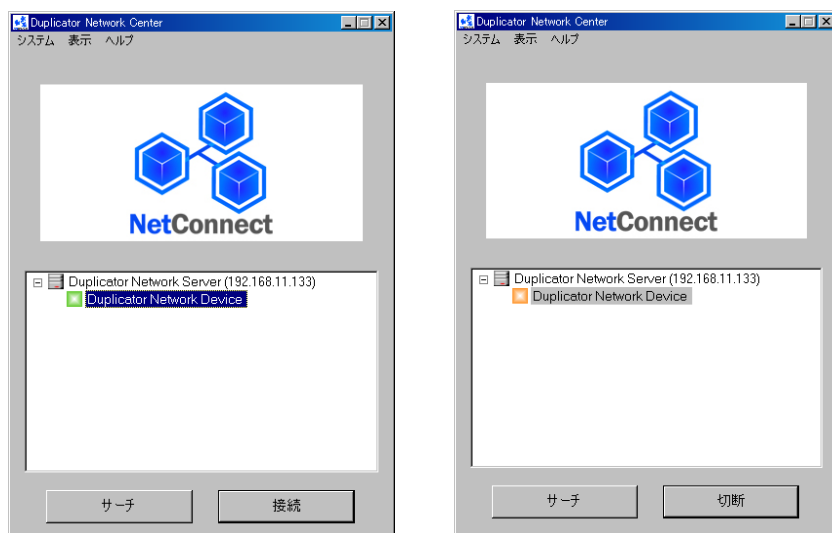 Duplicator Network Center
システム 表示 ヘルプ
NetConnect
Duplicator Network Server (192.168.11.133)
Duplicator Network Device
サーチ
接続
Duplicator Network Center
システム 表示 ヘルプ
NetConnect
Duplicator Network Server (192.168.11.133)
Duplicator Network Device
サーチ
切断